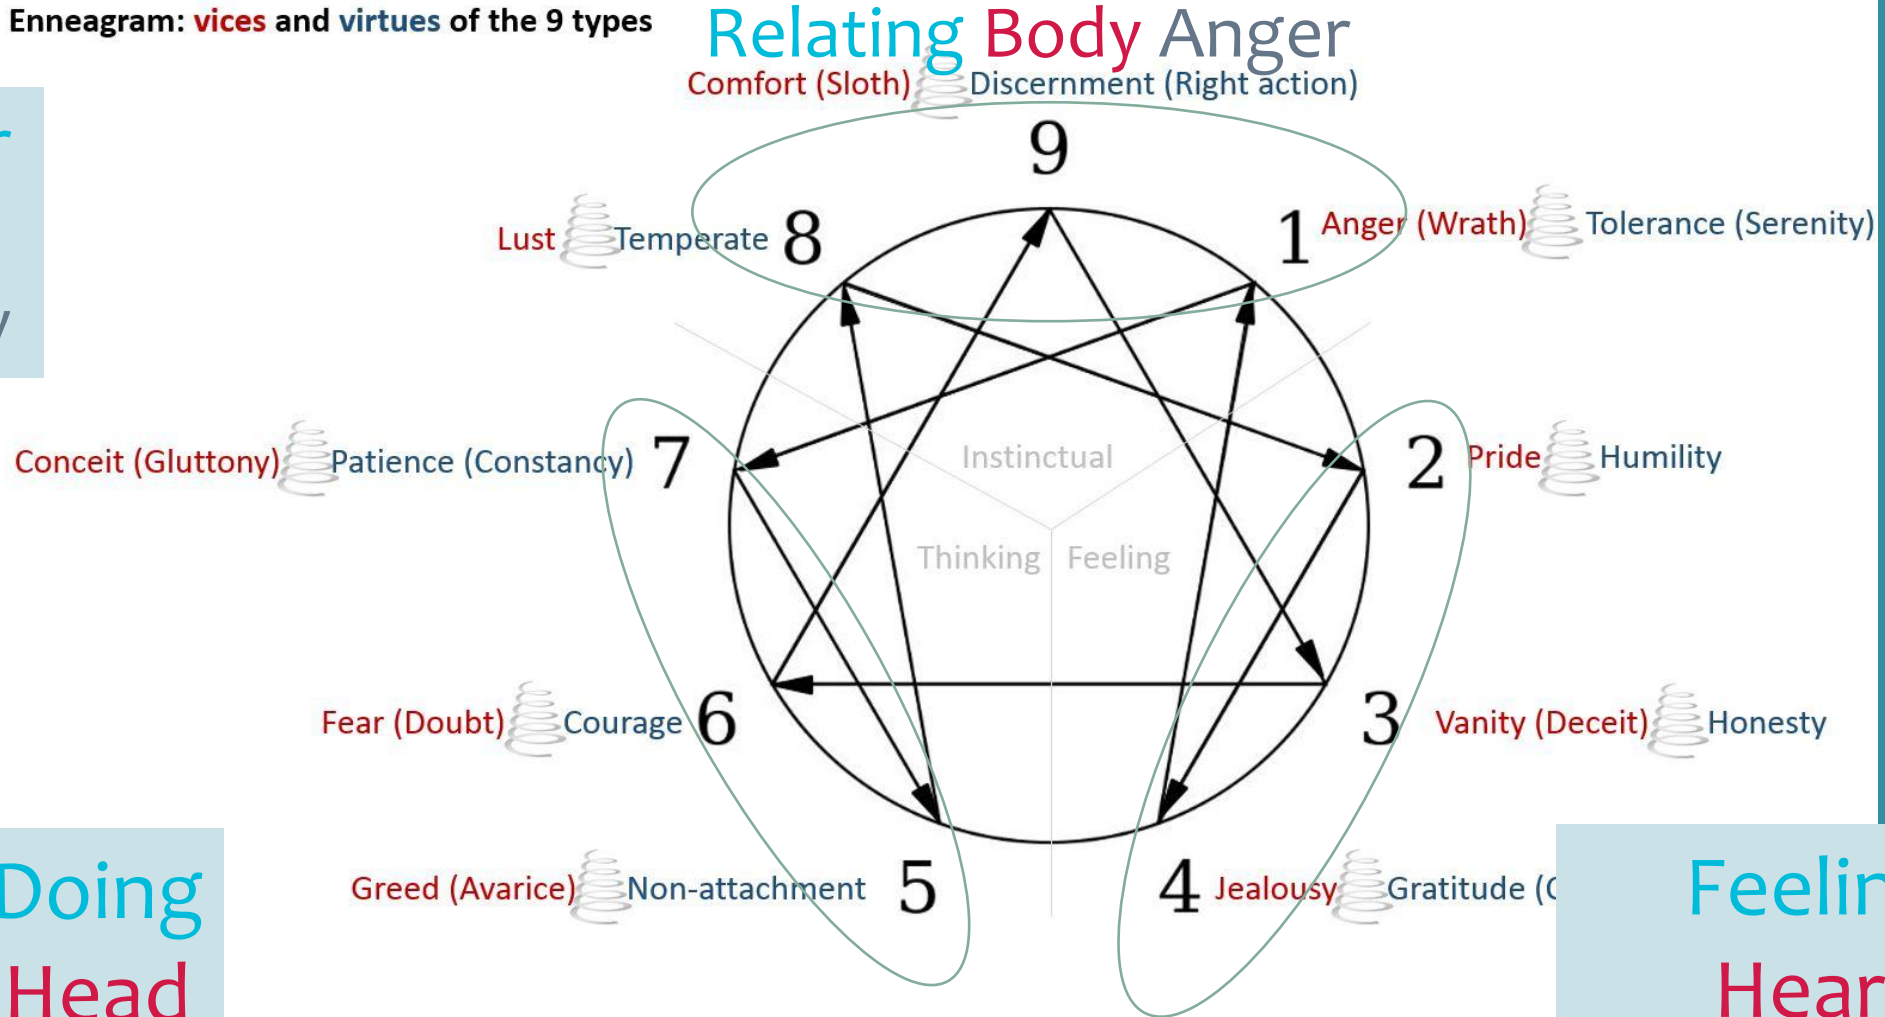 Enneagram: vices and virtues of the 9 types
Relating Body Anger
Comfort (Sloth) Discernment (Right action)
9
Lust Temperate 8
1 Anger (Wrath) Tolerance (Serenity)
Conceit (Gluttony) Patience (Constancy) 7
2 Pride Humility
Instinctual
Thinking Feeling
Fear (Doubt) Courage 6
3 Vanity (Deceit) Honesty
Greed (Avarice) Non-attachment 5
4 Jealousy Gratitude (
Doing
Head
Feelin
Hear